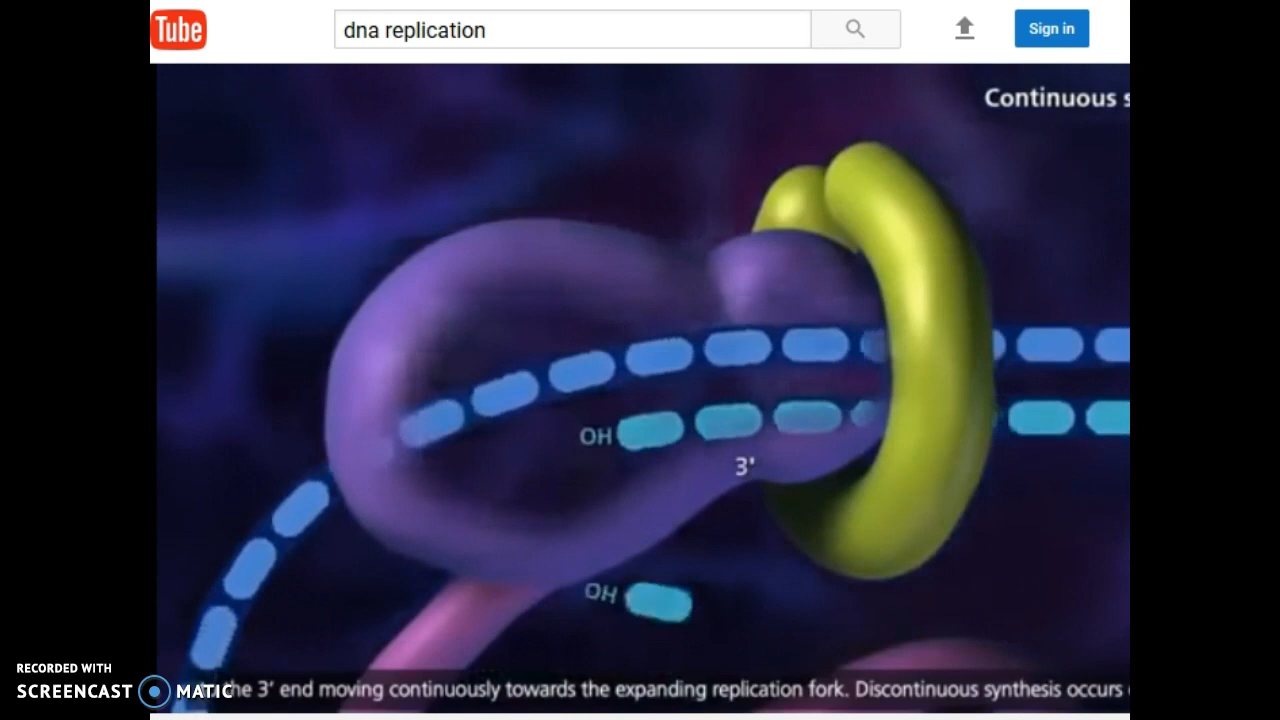 Tube
dna replication
Sign in
Continuous s
OH
3'
OH
RECORDED WITH
SCREENCAST MATIC
the 3' end moving continuously towards the expanding replication fork. Discontinuous synthesis occurs